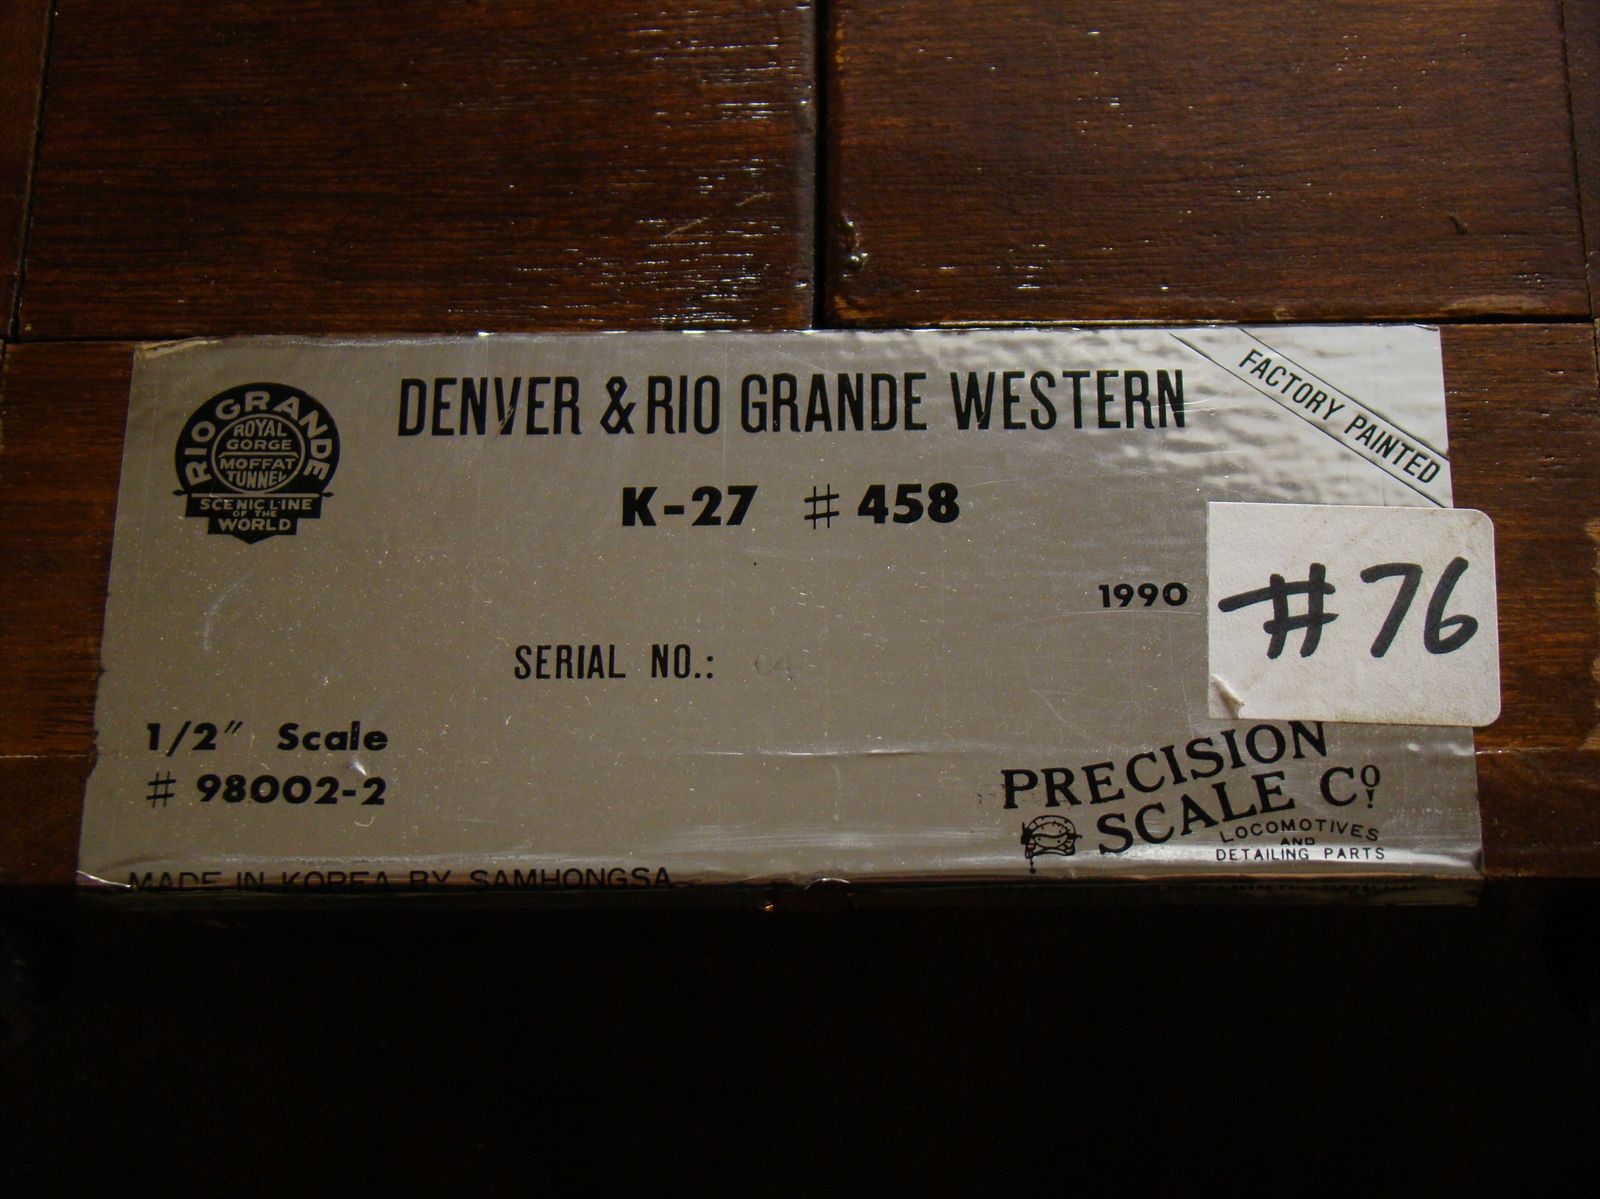 RIO GRANDE
ROYAL
GORGE
MOFFAT
TUNNEL
SCENIC LINE
OF THE
WORLD
DENVER & RIO GRANDE WESTERN
FACTORY PAINTED
K-27 # 458
1990
#76
SERIAL NO.: 04
1/2" Scale
# 98002-2
PRECISION
SCALE Co.
LOCOMOTIVES
AND
DETAILING PARTS
MADE IN KOREA BY SAMHONGSA